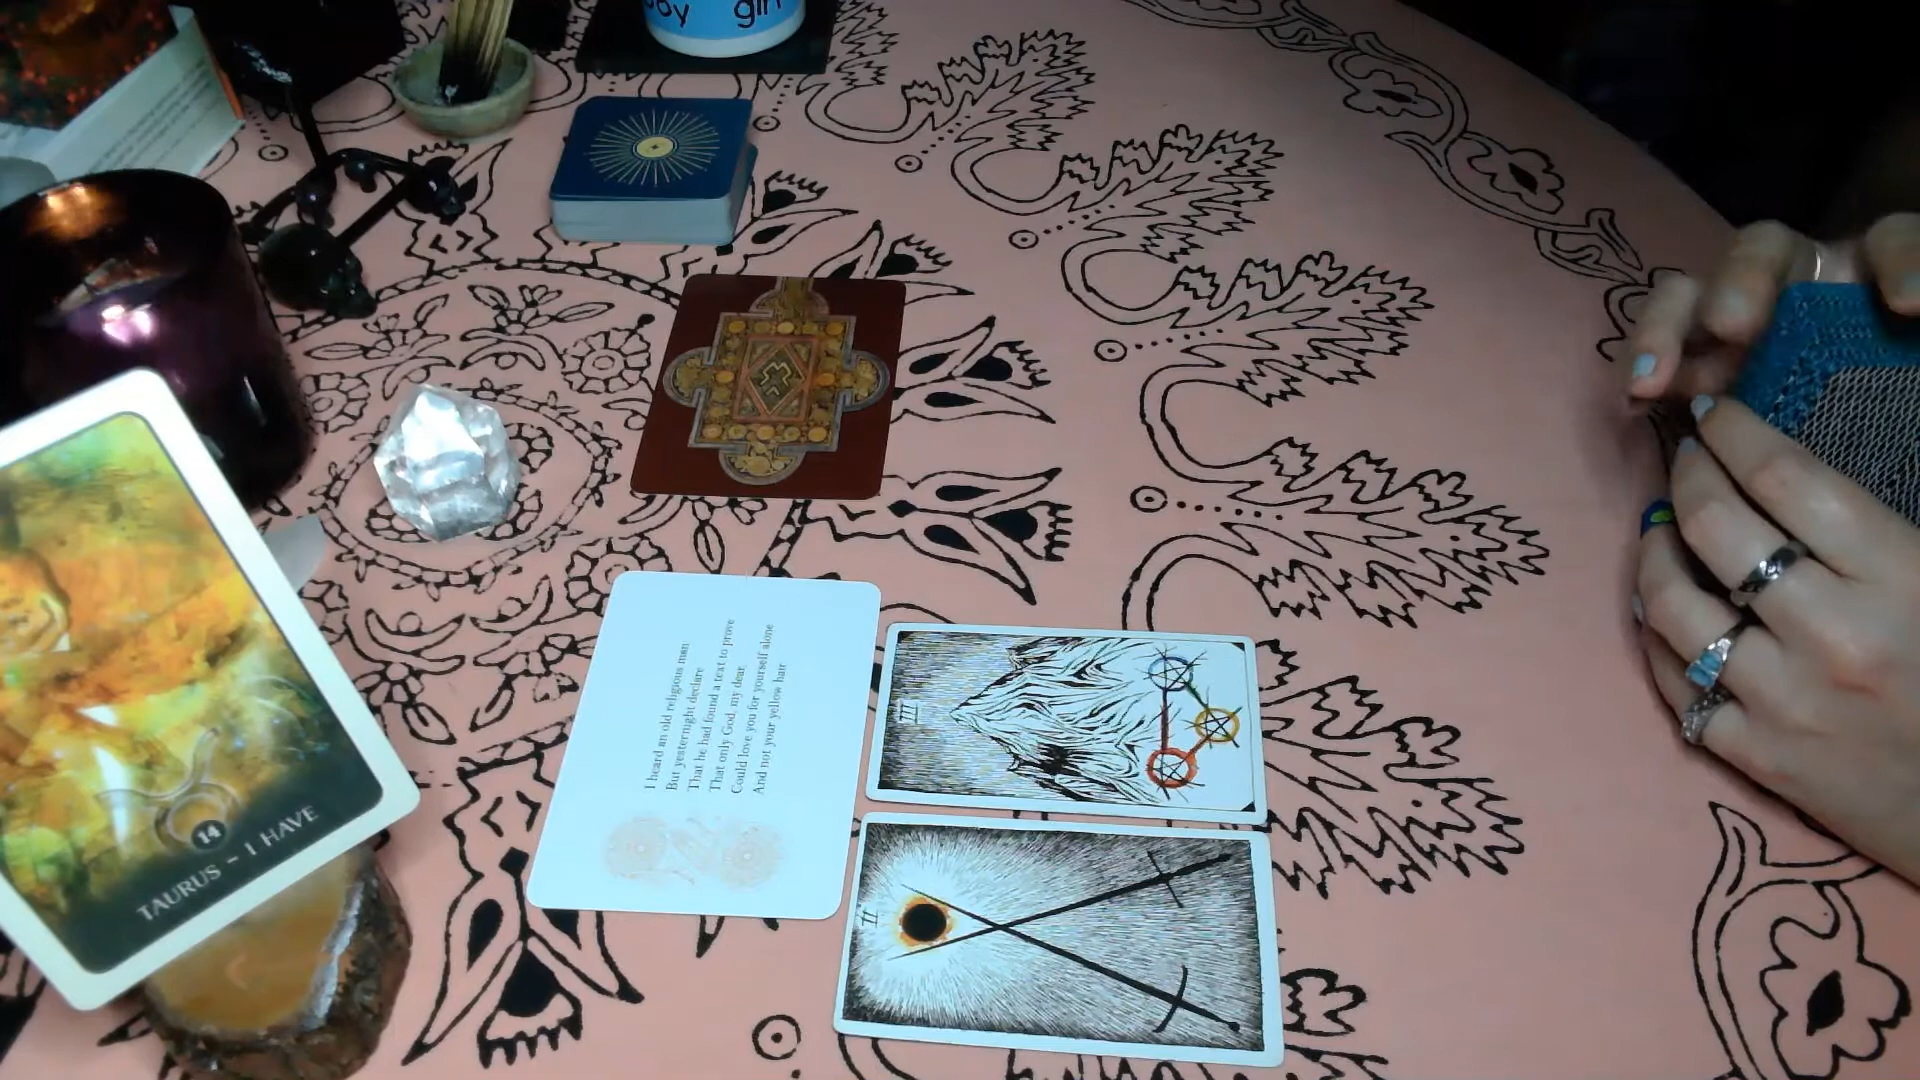 girl
I heard an old religious man
But yesternight declare
That he had found a text to prove
That only God, my dear,
Could love you for yourself alone
And not your yellow hair
III
II
14
TAURUS - I HAVE